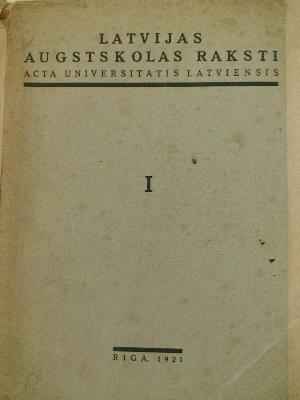 LATVIJAS
AUGSTSKOLAS RAKSTI
ACTA UNIVERSITATIS LATVIENSIS
I
RIGA, 1921